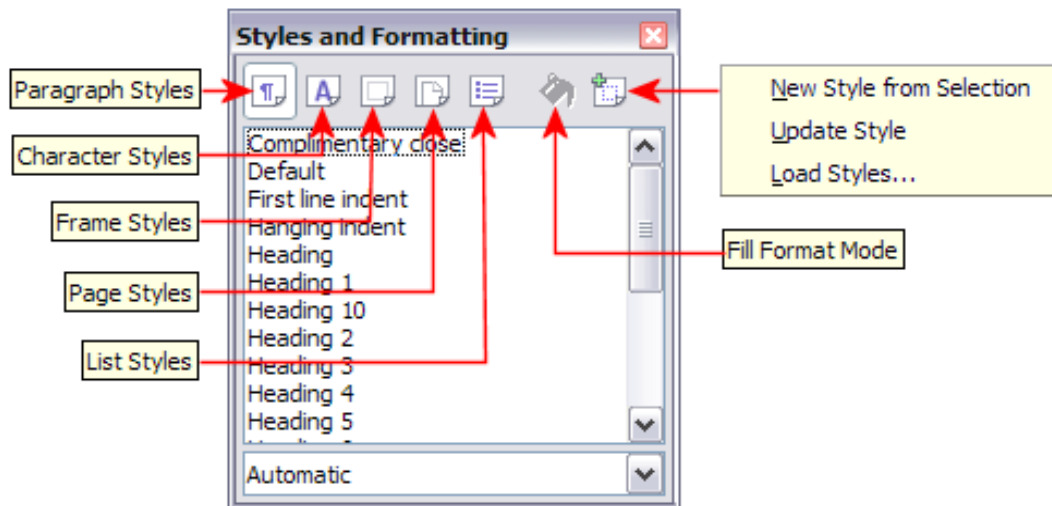 Styles and Formatting
Paragraph Styles
Character Styles
Frame Styles
Page Styles
List Styles
New Style from Selection
Update Style
Load Styles...
Fill Format Mode
Complimentary close
Default
First line indent
Hanging indent
Heading
Heading 1
Heading 10
Heading 2
Heading 3
Heading 4
Heading 5
Automatic